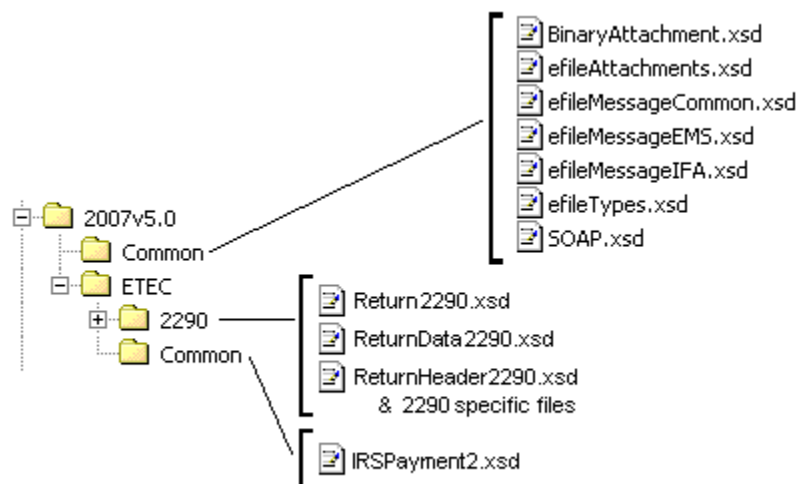 BinaryAttachment.xsd
efileAttachments.xsd
efileMessageCommon.xsd
efileMessageEMS.xsd
efileMessageIFA.xsd
efileTypes.xsd
SOAP.xsd
2007v5.0
Common
ETEC
2290
Common
Return2290.xsd
ReturnData2290.xsd
ReturnHeader2290.xsd
& 2290 specific files
IRSPayment2.xsd